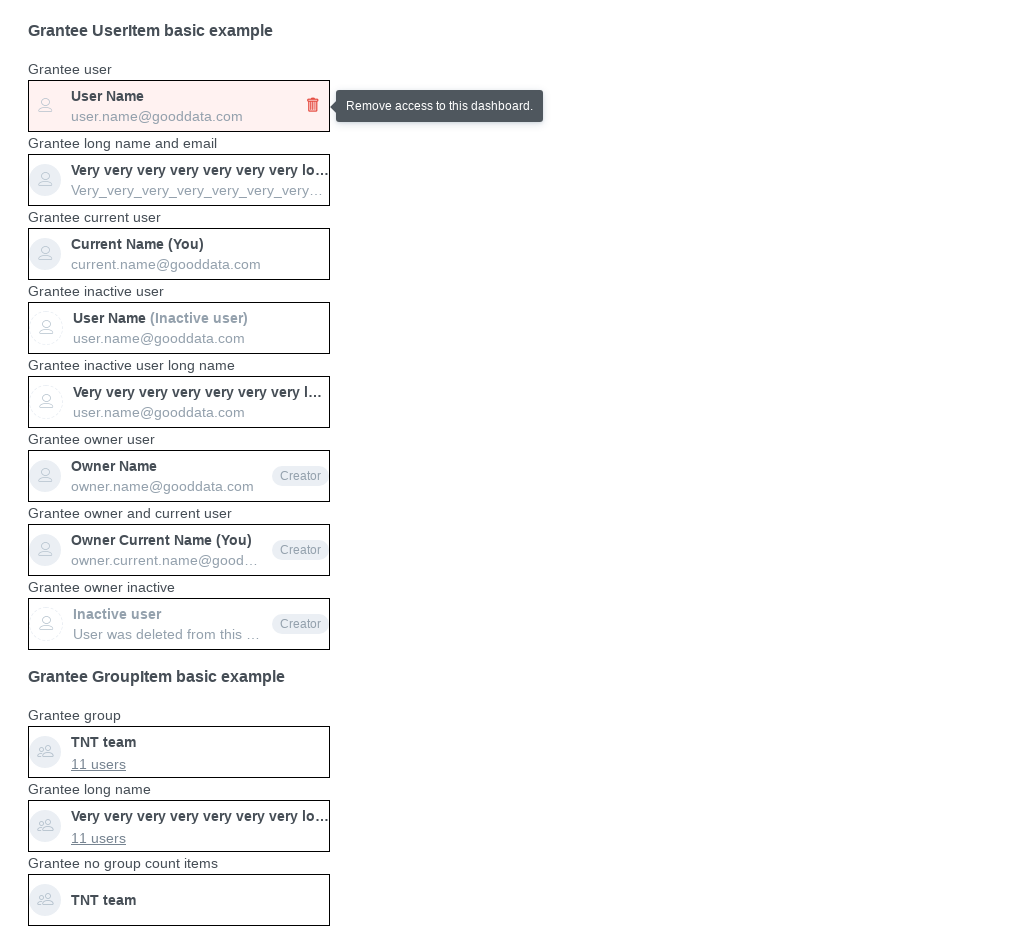 Grantee UserItem basic example
Grantee user
User Name
user.name@gooddata.com
Remove access to this dashboard.
Grantee long name and email
Very very very very very very very lo...
Very_very_very_very_very_very_very...
Grantee current user
Current Name (You)
current.name@gooddata.com
Grantee inactive user
User Name (Inactive user)
user.name@gooddata.com
Grantee inactive user long name
Very very very very very very very l...
user.name@gooddata.com
Grantee owner user
Owner Name
owner.name@gooddata.com
Creator
Grantee owner and current user
Owner Current Name (You)
owner.current.name@good...
Creator
Grantee owner inactive
Inactive user
User was deleted from this ...
Creator
Grantee GroupItem basic example
Grantee group
TNT team
11 users
Grantee long name
Very very very very very very very lo...
11 users
Grantee no group count items
TNT team